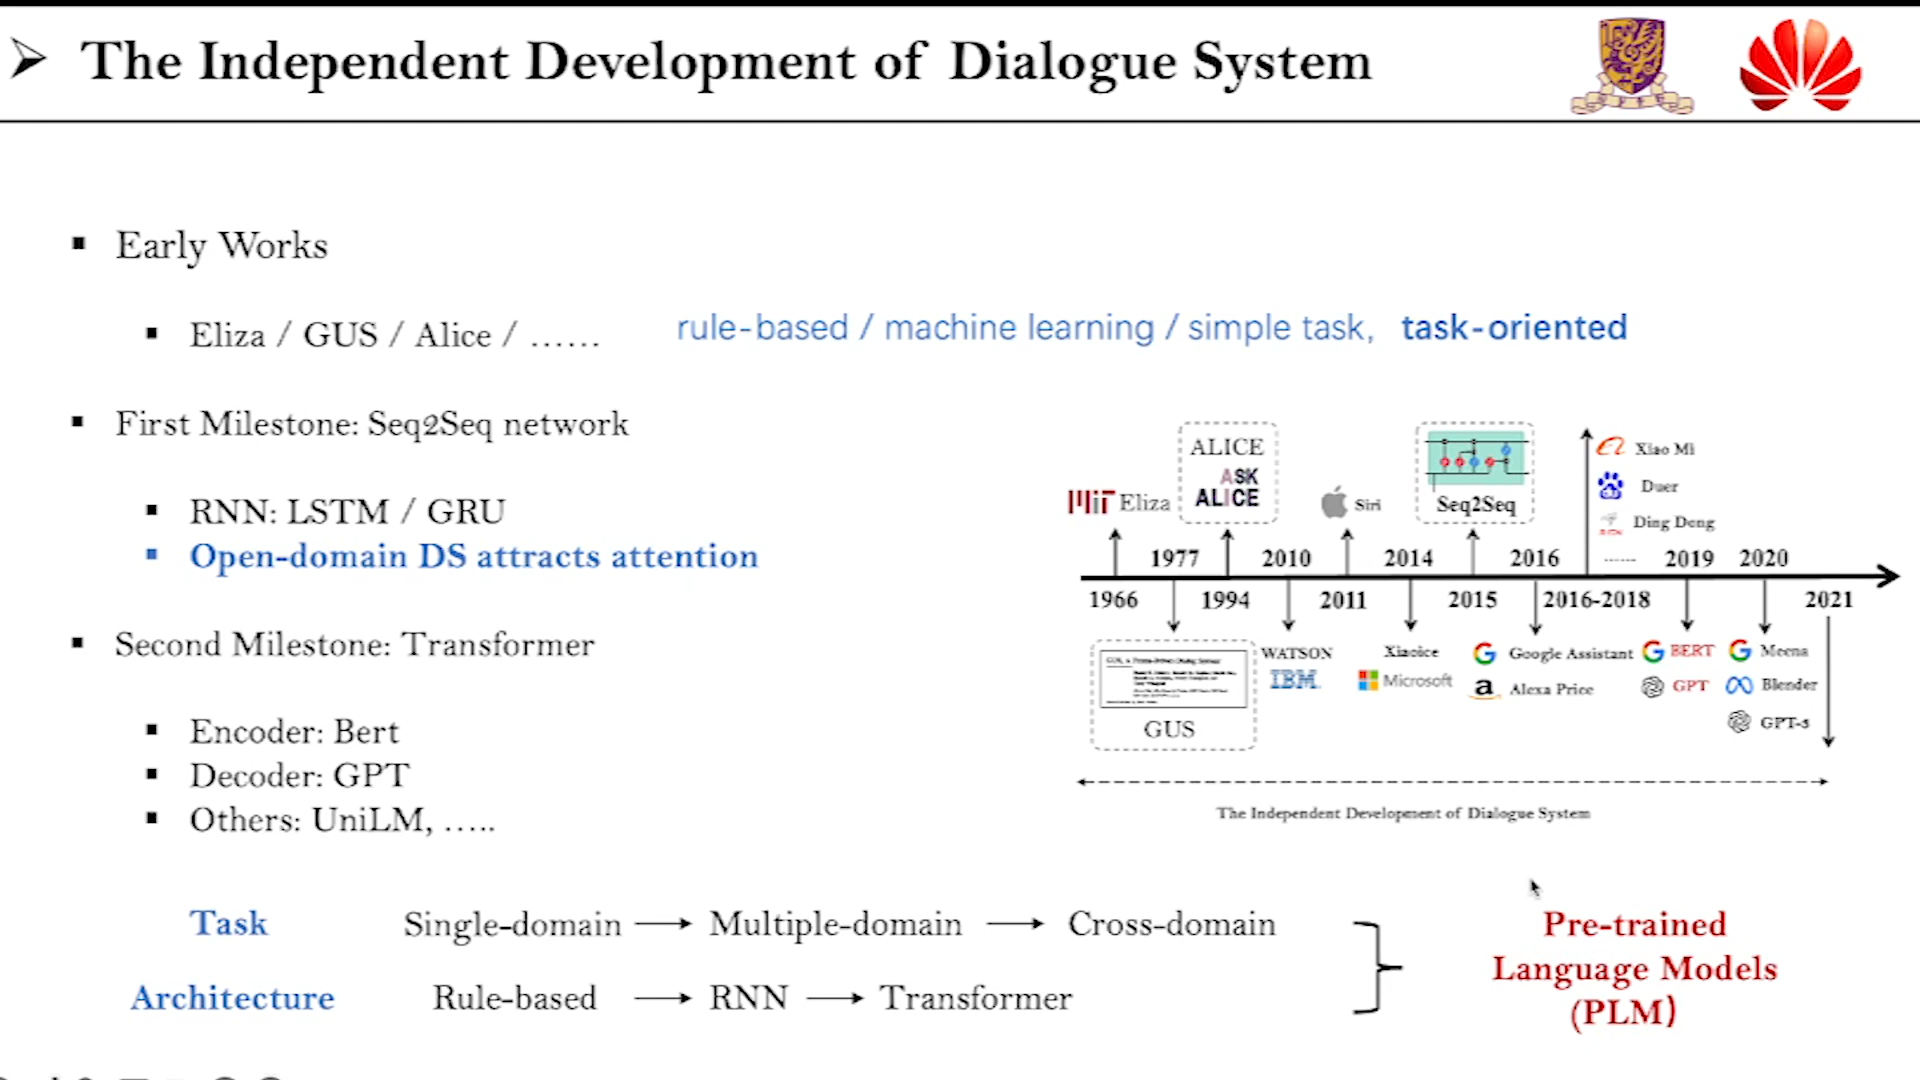 The Independent Development of Dialogue System
Early Works
Eliza / GUS / Alice / ......
rule-based / machine learning / simple task, task-oriented
First Milestone: Seq2Seq network
RNN: LSTM / GRU
Open-domain DS attracts attention
Second Milestone: Transformer
Encoder: Bert
Decoder: GPT
Others: UniLM, .....
MIT Eliza
ALICE
ASK
ALICE
Siri
Seq2Seq
Xiao Mi
Duer
Ding Dong
1977 2010 2014 2016 ...... 2019 2020
1966 1994 2011 2015 2016-2018 2021
GUS
WATSON
IBM
Xiaoice
Microsoft
Google Assistant
Alexa Price
BERT
GPT
Meena
Blender
GPT-3
The Independent Development of Dialogue System
Task Single-domain Multiple-domain Cross-domain
Architecture Rule-based RNN Transformer
Pre-trained
Language Models
(PLM)